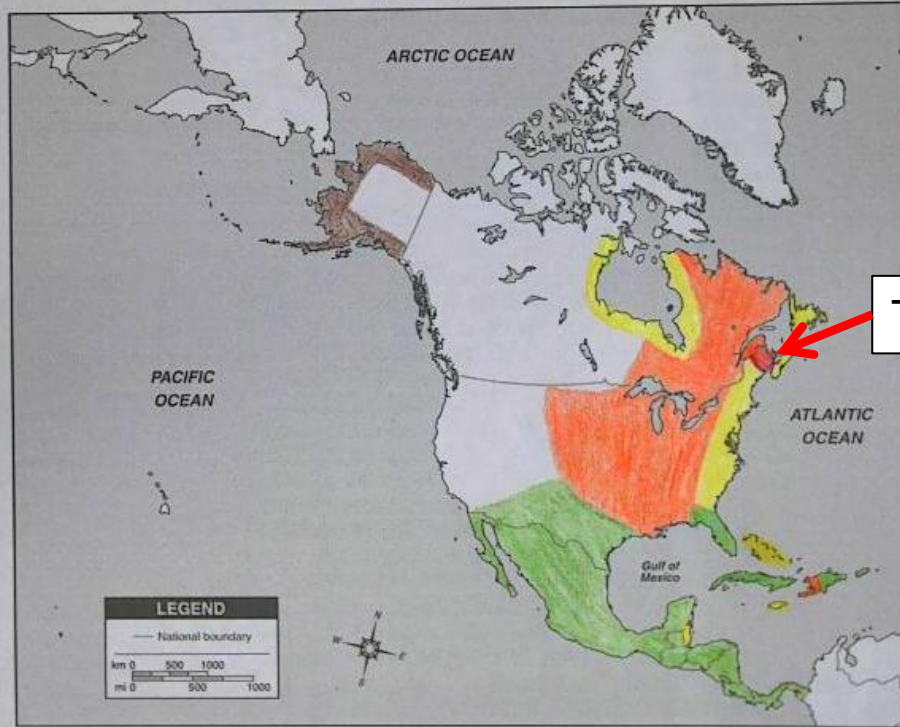 ARCTIC OCEAN
PACIFIC
OCEAN
ATLANTIC
OCEAN
Gulf of
Mexico
LEGEND
National boundary
km 0 500 1000
mi 0 500 1000
N
W
E
S